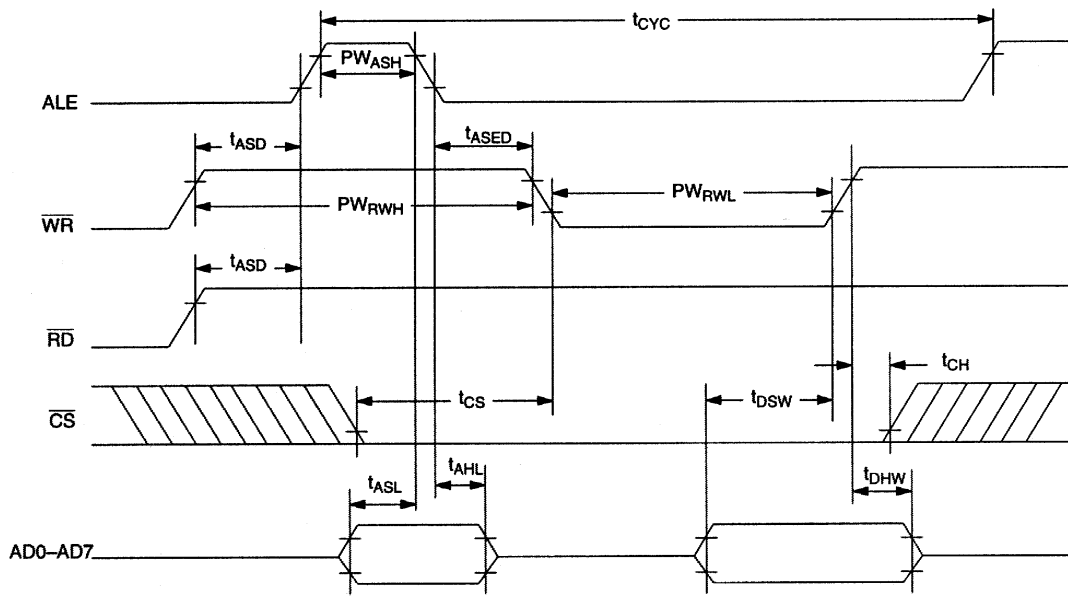 tCYC
PWASH
ALE
tASD
tASED
WR
PWRWH
PWRWL
tASD
RD
tCH
CS
tCS
tDSW
tASL
tAHL
tDHW
AD0–AD7